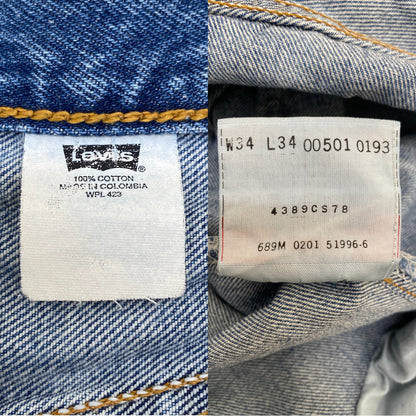 Levi's ®
100% COTTON
MADE IN COLOMBIA
WPL 423
W34 L34 00501 0193
4389CS78
689M 0201 51996-6